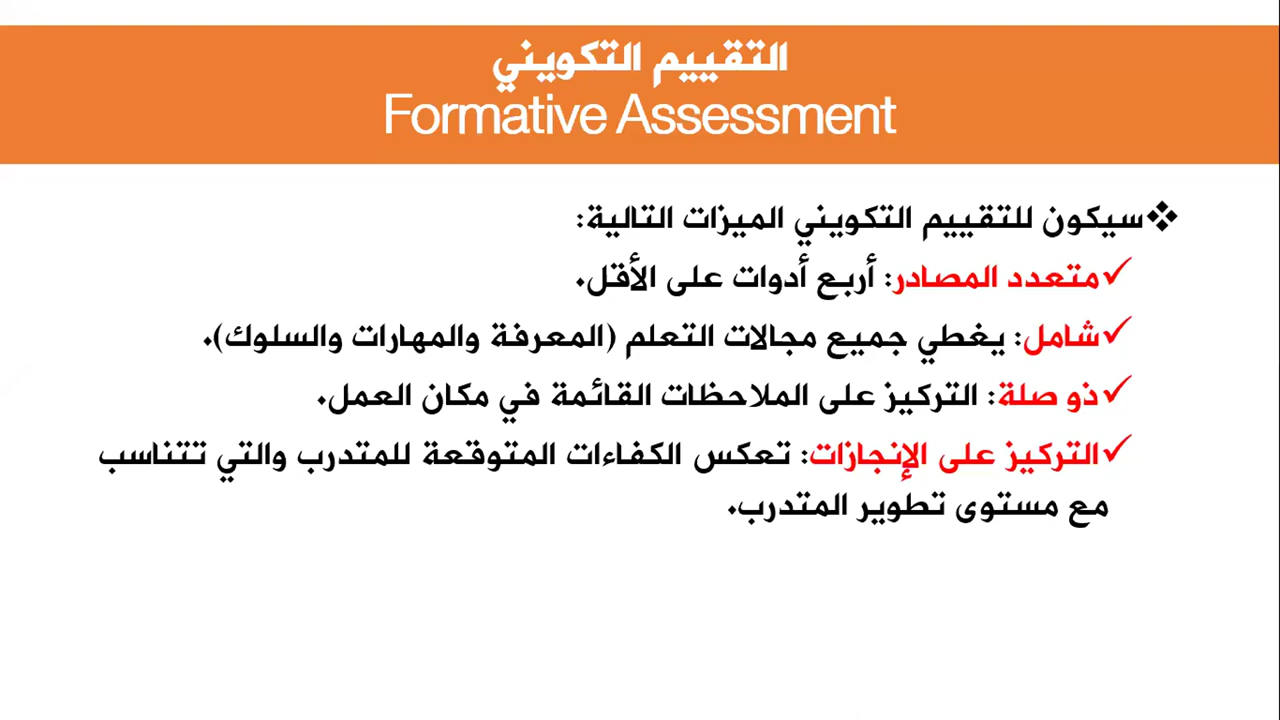 التقييم التكويني
Formative Assessment
❖سيكون للتقييم التكويني الميزات التالية:
✓متعدد المصادر: أربع أدوات على الأقل.
✓شامل: يغطي جميع مجالات التعلم (المعرفة والمهارات والسلوك).
✓ذو صلة: التركيز على الملاحظات القائمة في مكان العمل.
✓التركيز على الإنجازات: تعكس الكفاءات المتوقعة للمتدرب والتي تتناسب
مع مستوى تطوير المتدرب.